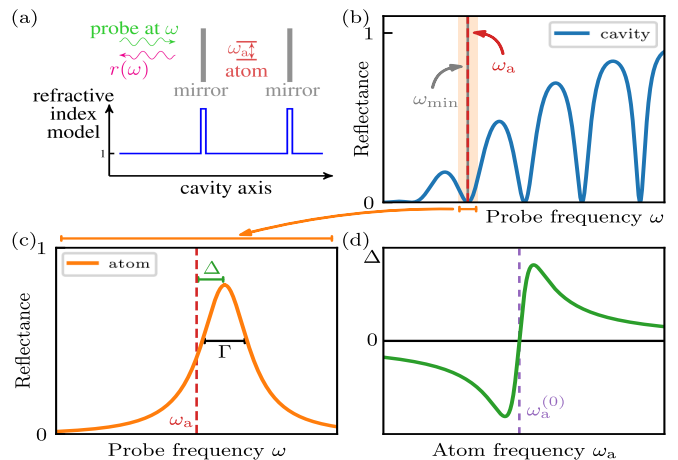 (a)
probe at ω
r(ω)
ωa
atom
mirror
mirror
refractive
index
model
1
cavity axis
(b)
1
cavity
ωa
ωmin
Reflectance
0
Probe frequency ω
(c)
1
atom
Δ
Γ
Reflectance
ωa
0
Probe frequency ω
(d)
Δ
0
ωa(0)
Atom frequency ωa